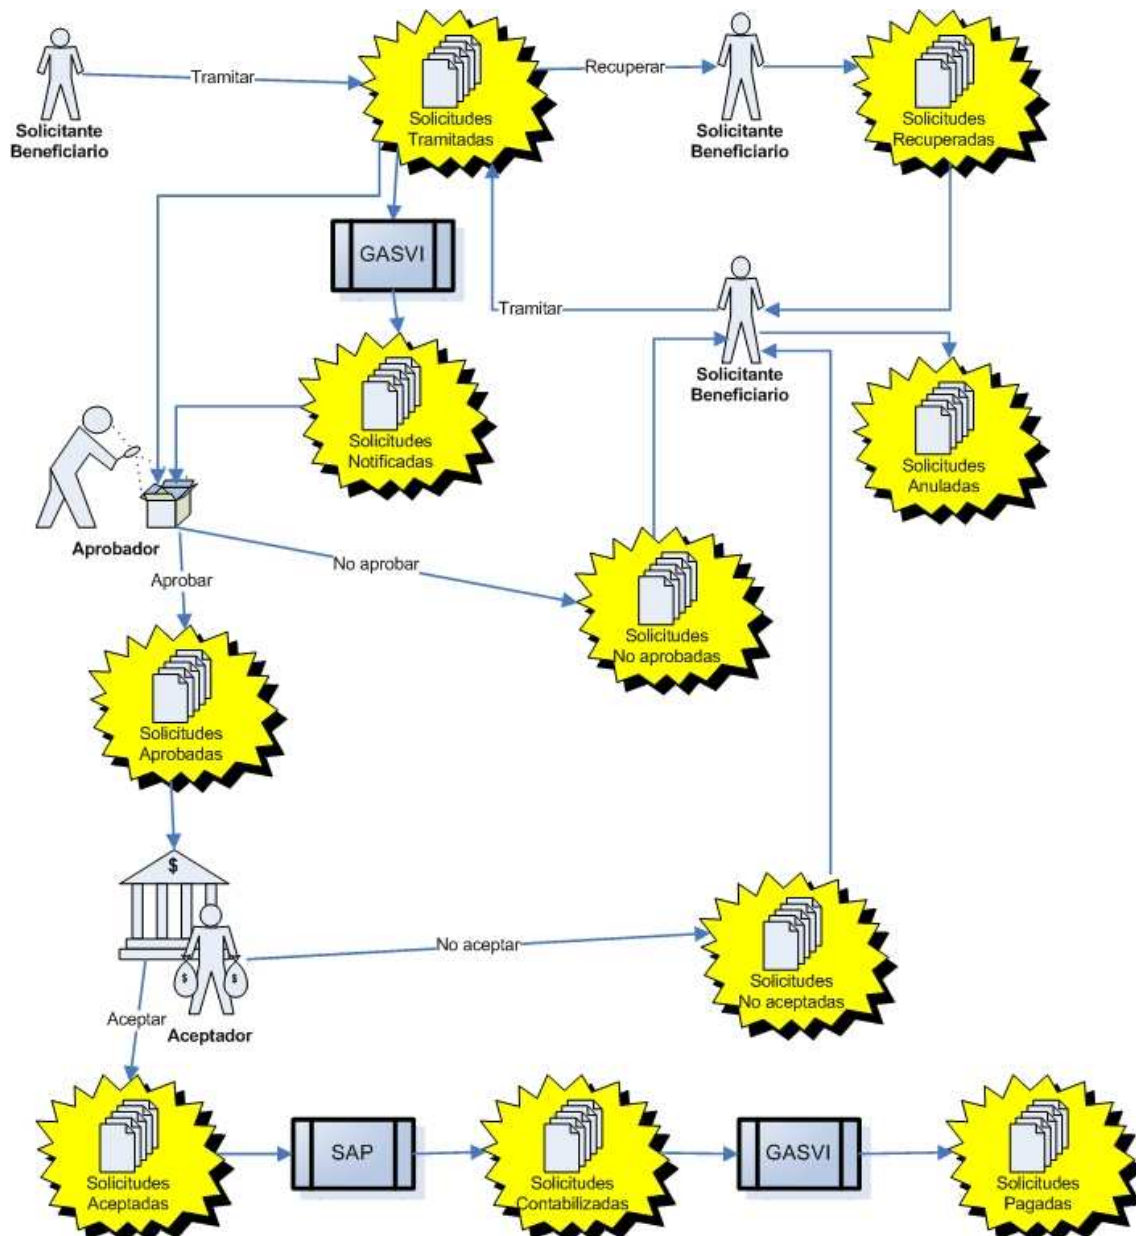 Solicitante
Beneficiario
Tramitar
Solicitudes
Tramitadas
Recuperar
Solicitante
Beneficiario
Solicitudes
Recuperadas
GASVI
Tramitar
Solicitante
Beneficiario
Solicitudes
Notificadas
Solicitudes
Anuladas
Aprobador
No aprobar
Aprobar
Solicitudes
No aprobadas
Solicitudes
Aprobadas
$
No aceptar
$
$
Solicitudes
No aceptadas
Aceptar
Aceptador
Solicitudes
Aceptadas
SAP
Solicitudes
Contabilizadas
GASVI
Solicitudes
Pagadas